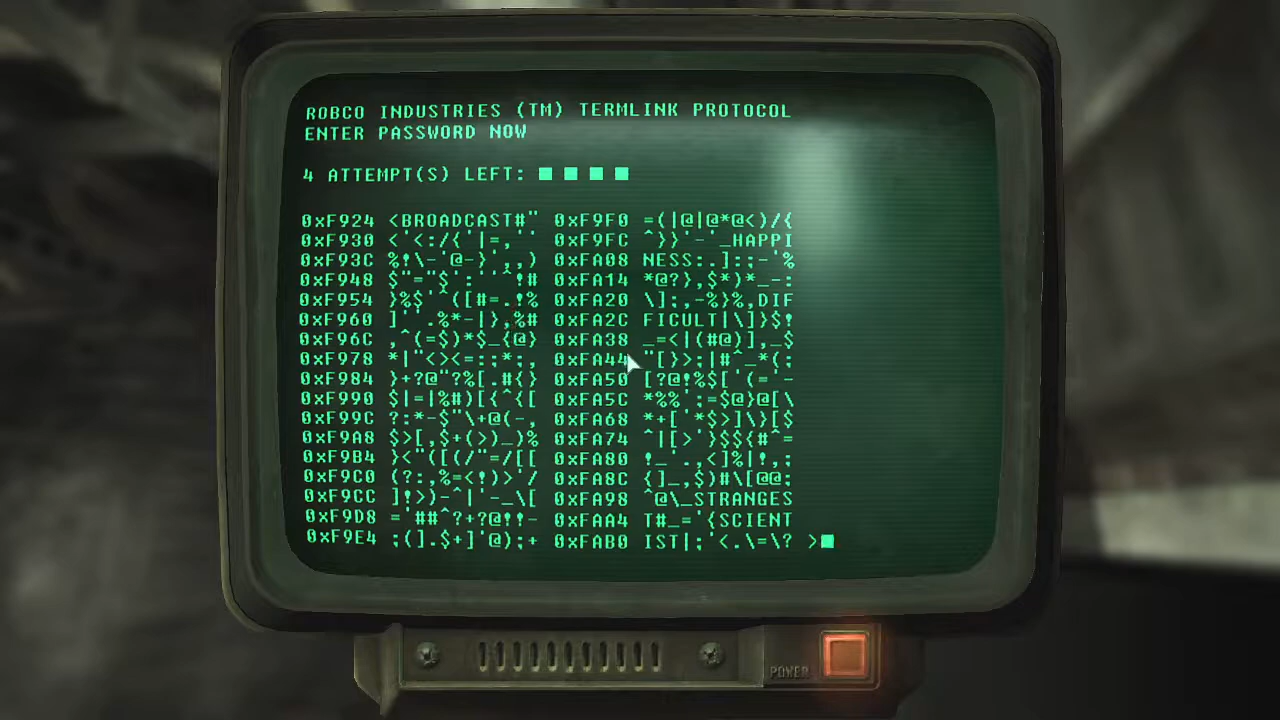 ROBCO INDUSTRIES (TM) TERMLINK PROTOCOL
ENTER PASSWORD NOW
4 ATTEMPT(S) LEFT: ■ ■ ■ ■
0xF924 <BROADCAST#" 0xF9F0 =(|@|@*@<)/{
0xF930 <'<:/{'|=,'' 0xF9FC ^}}'-'_HAPPI
0xF93C %!\-'@-}',,) 0xFA08 NESS:.]:;-'%
0xF948 $"="$':''^!# 0xFA14 *@?},$*)*_-:
0xF954 }%$'^([#=.!% 0xFA20 \]:,-%}%,DIF
0xF960 ]''.%*-|},%# 0xFA2C FICULT|\]}$!
0xF96C ,^(=$)*$_{@} 0xFA38 _=<|(#@)],_$
0xF978 *|"<><=:;*:, 0xFA44 "[}>;|#^_*(:
0xF984 }+?@"?%[.#{} 0xFA50 [?@!%$['(='-
0xF990 $|=|%#)[{^{[ 0xFA5C *%%':=$@}@[\
0xF99C ?:*-$"\+@(-, 0xFA68 *+['*$>]\}[$
0xF9A8 $>[,$+(>)_)% 0xFA74 ^|[>'}$${#^=
0xF9B4 }<"([(/"=/[[ 0xFA80 !_'.,<]%|!,;
0xF9C0 (?:,%=<!)>'/ 0xFA8C {]_,$)#\[@@;
0xF9CC ]!>)-^|'-_\[ 0xFA98 ^@\_STRANGES
0xF9D8 ='##^?+?@!!- 0xFAA4 T#_='{SCIENT
0xF9E4 ;(].$+]'@);+ 0xFAB0 IST|;'<.\=\? >■
POWER